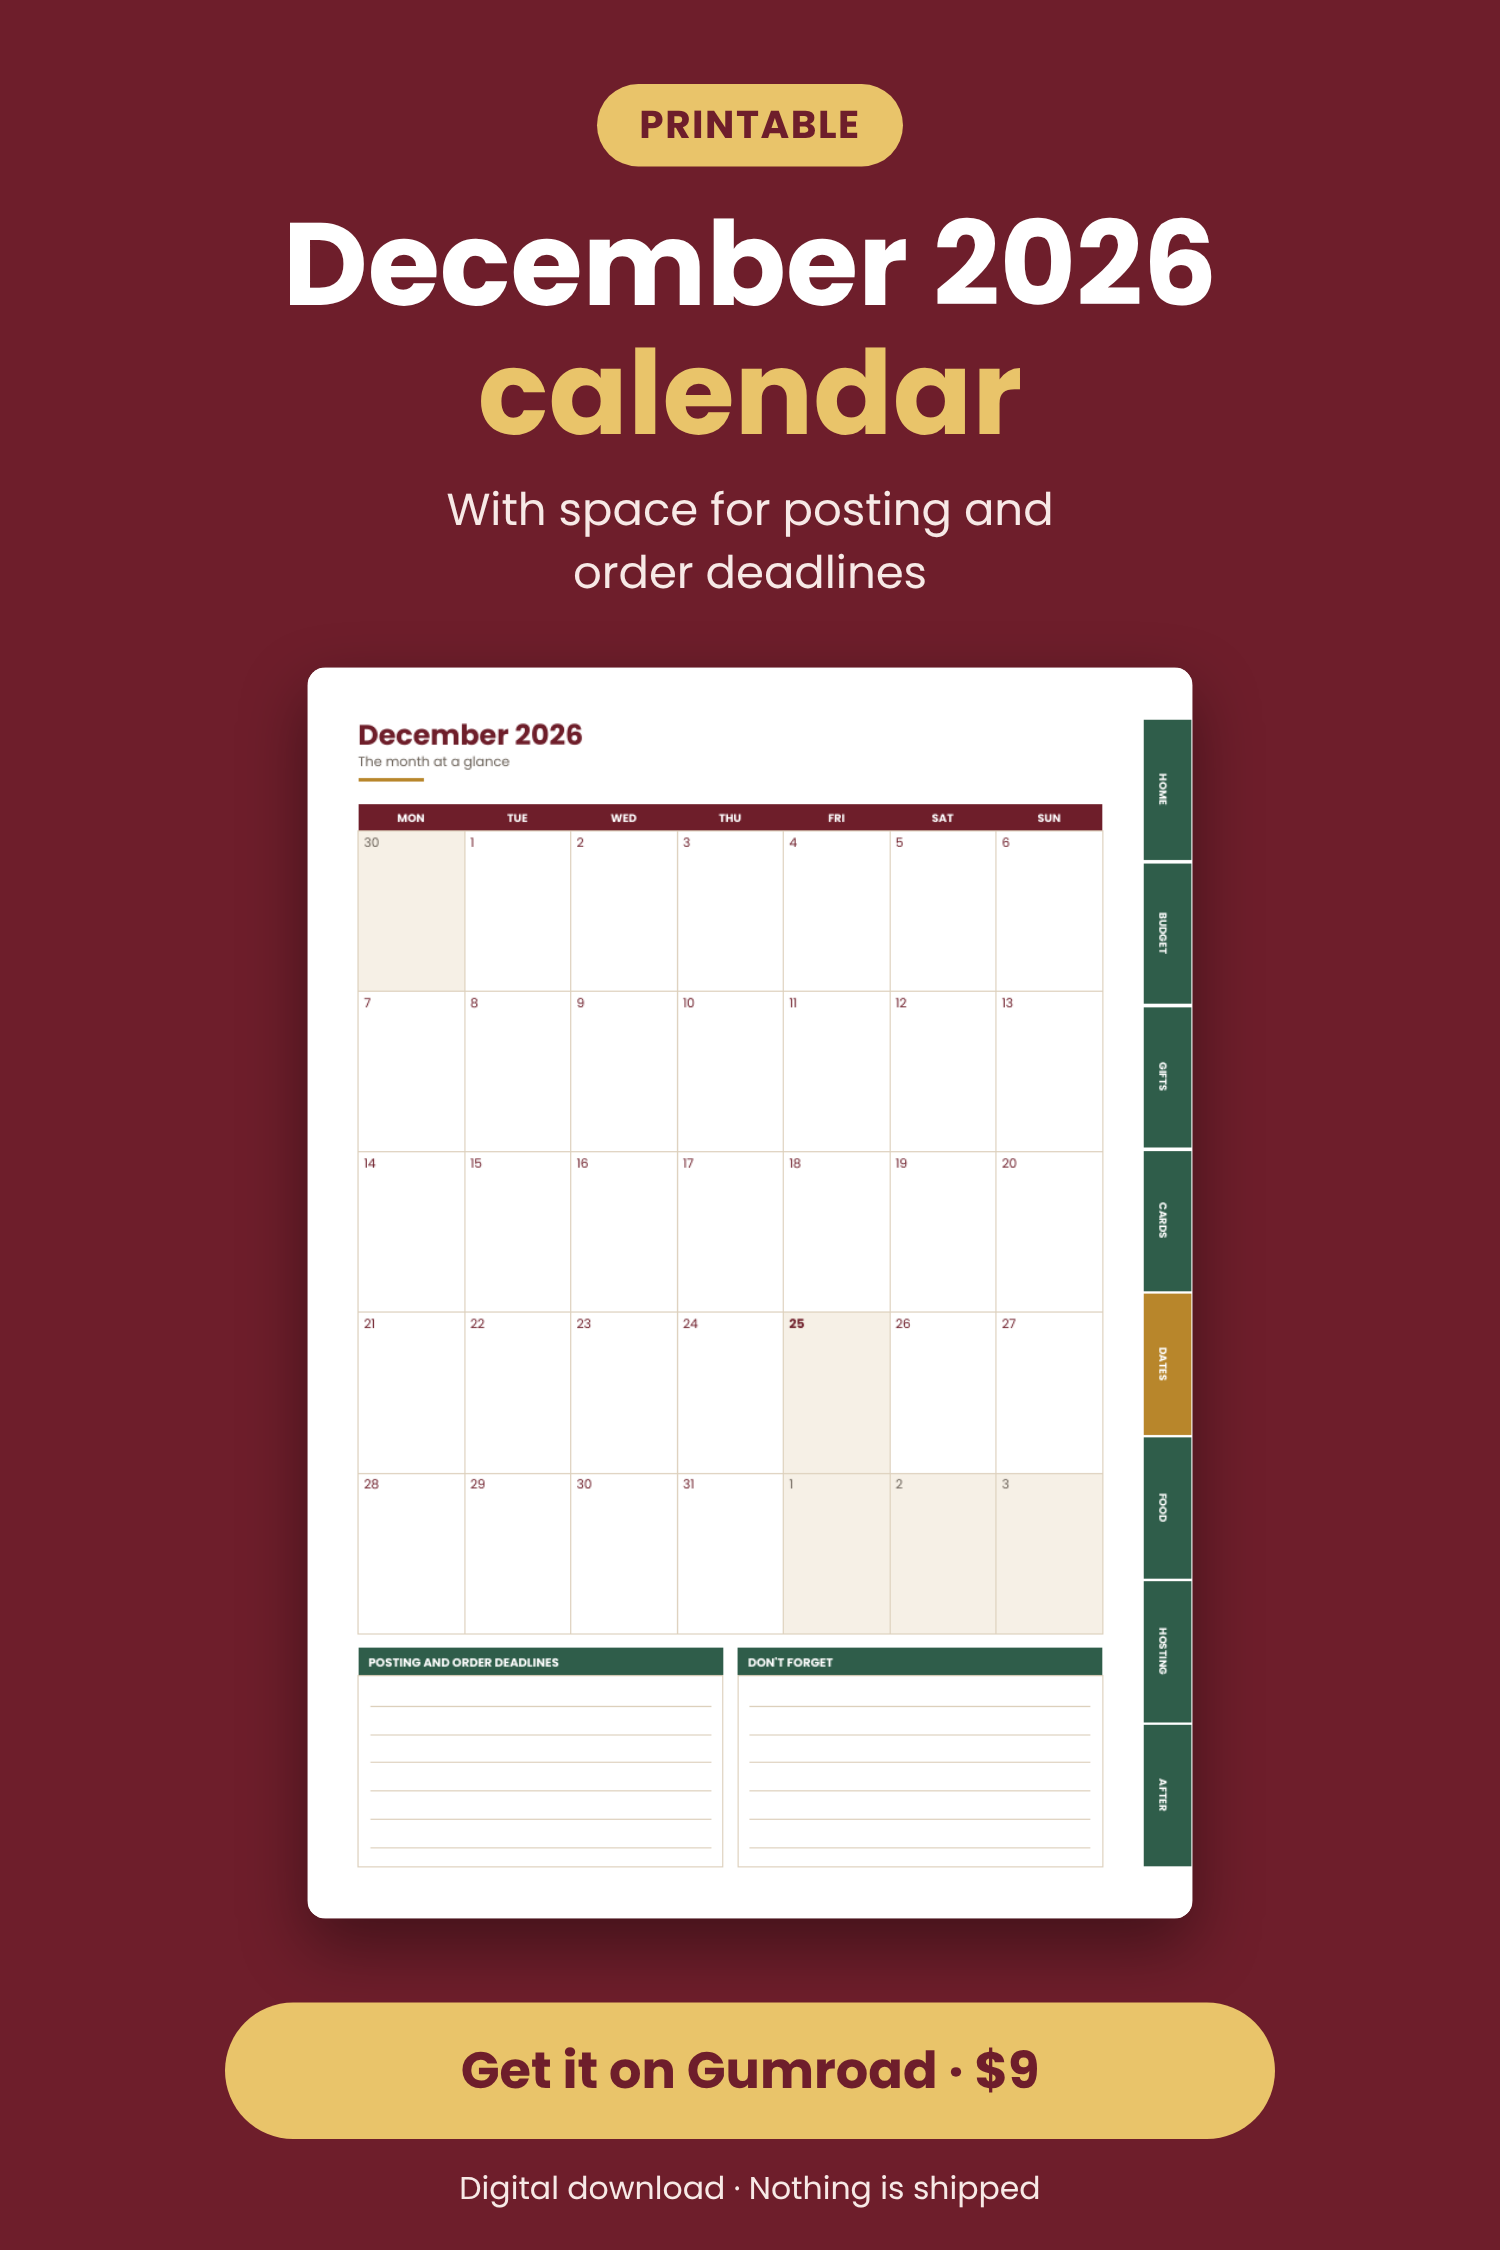 PRINTABLE
December 2026
calendar
With space for posting and
order deadlines
December 2026
The month at a glance
MON TUE WED THU FRI SAT SUN
30 1 2 3 4 5 6
7 8 9 10 11 12 13
14 15 16 17 18 19 20
21 22 23 24 25 26 27
28 29 30 31 1 2 3
POSTING AND ORDER DEADLINES
DON'T FORGET
HOME
BUDGET
GIFTS
CARDS
DATES
FOOD
HOSTING
AFTER
Get it on Gumroad · $9
Digital download · Nothing is shipped